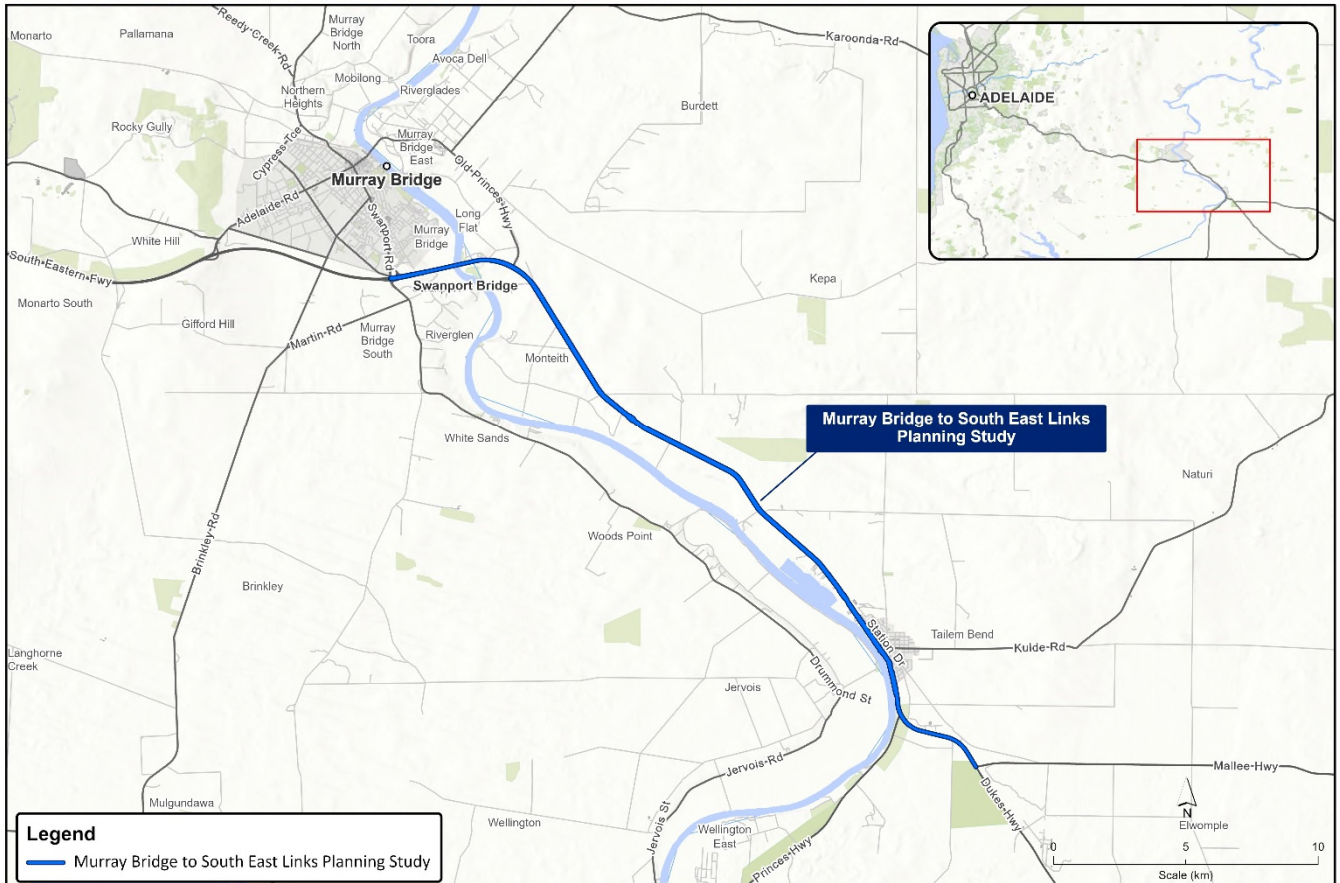 Monarto
Pallamana
Reedy-Creek-Rd
Murray
Bridge
North
Toora
Avoca Dell
Karoonda-Rd
Mobilong
Northern
Heights
Riverglades
Burdett
Rocky Gully
Cypress-Tce
Murray
Bridge
East
Old-Princes-Hwy
Murray Bridge
Adelaide-Rd
Swanport-Rd
Long
Flat
White Hill
Murray
Bridge
South-Eastern-Fwy
Swanport Bridge
Kepa
Monarto South
Gifford Hill
Martin-Rd
Murray
Bridge
South
Riverglen
Monteith
ADELAIDE
Murray Bridge to South East Links
Planning Study
White Sands
Naturi
Woods Point
Brinkley-Rd
Brinkley
Station Dr
Tailem Bend
Kulde-Rd
Langhorne
Creek
Drummond St
Jervois
Jervois-Rd
Mallee-Hwy
Dukes-Hwy
Mulgundawa
Wellington
Jervois St
Wellington
East
Princes-Hwy
N
Elwomple
0 5 10
Scale (km)
Legend
Murray Bridge to South East Links Planning Study